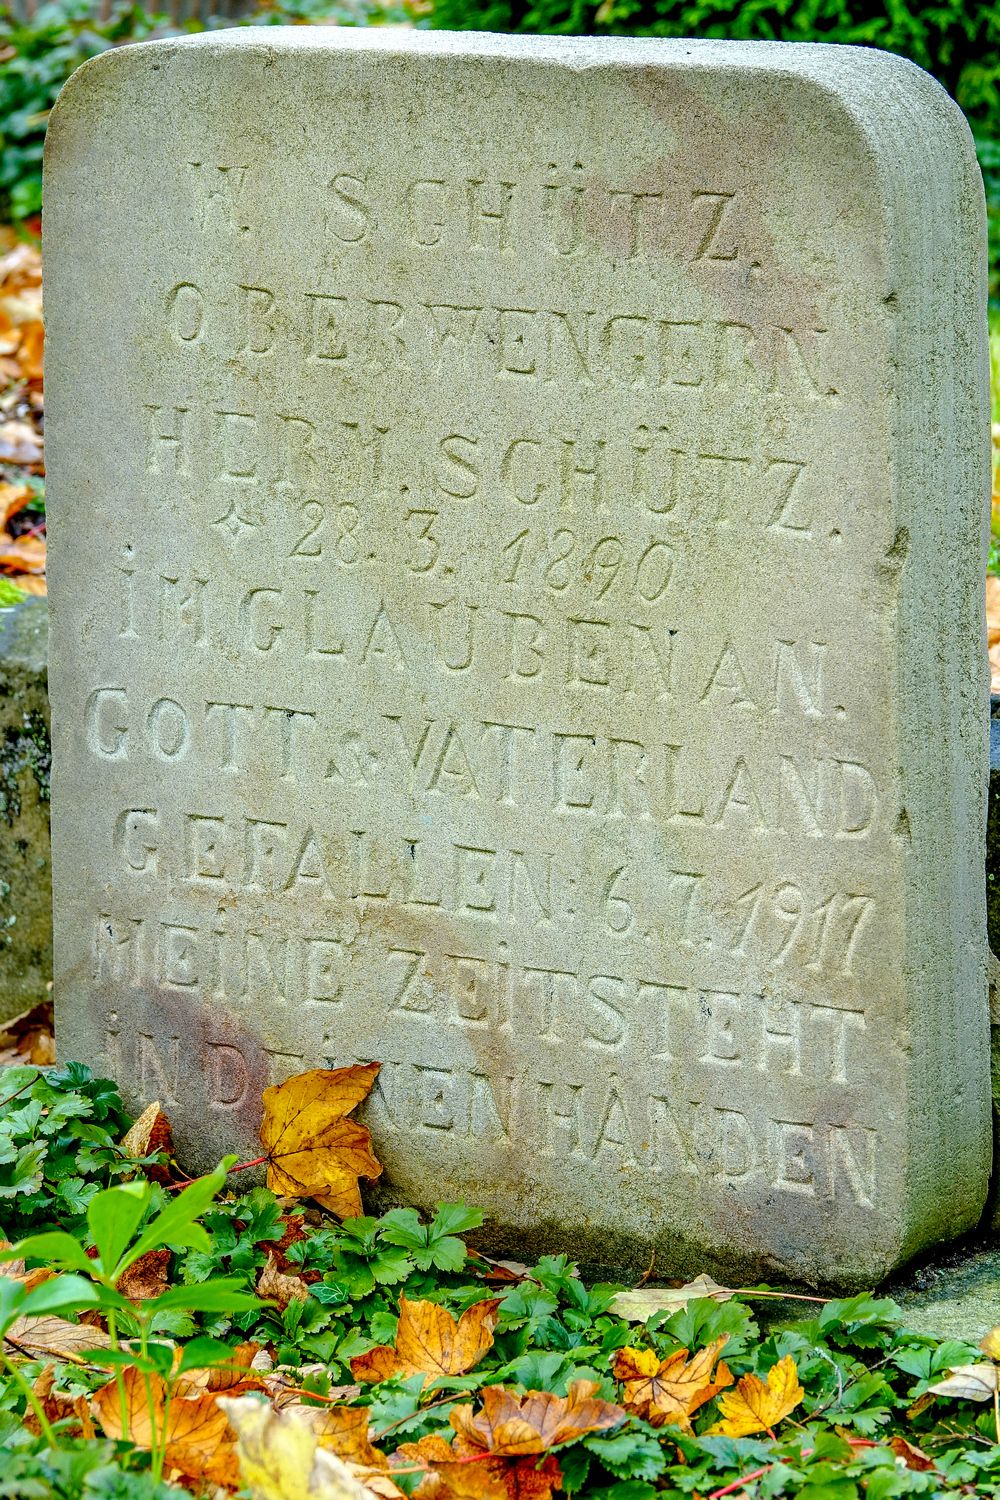 W. SCHÜTZ.
OBERWENGERN.
HERM. SCHÜTZ.
28. 3. 1890
IM GLAUBEN AN.
GOTT & VATERLAND
GEFALLEN: 6. 7. 1917
MEINE ZEIT STEHT
IN DEINEN HÄNDEN